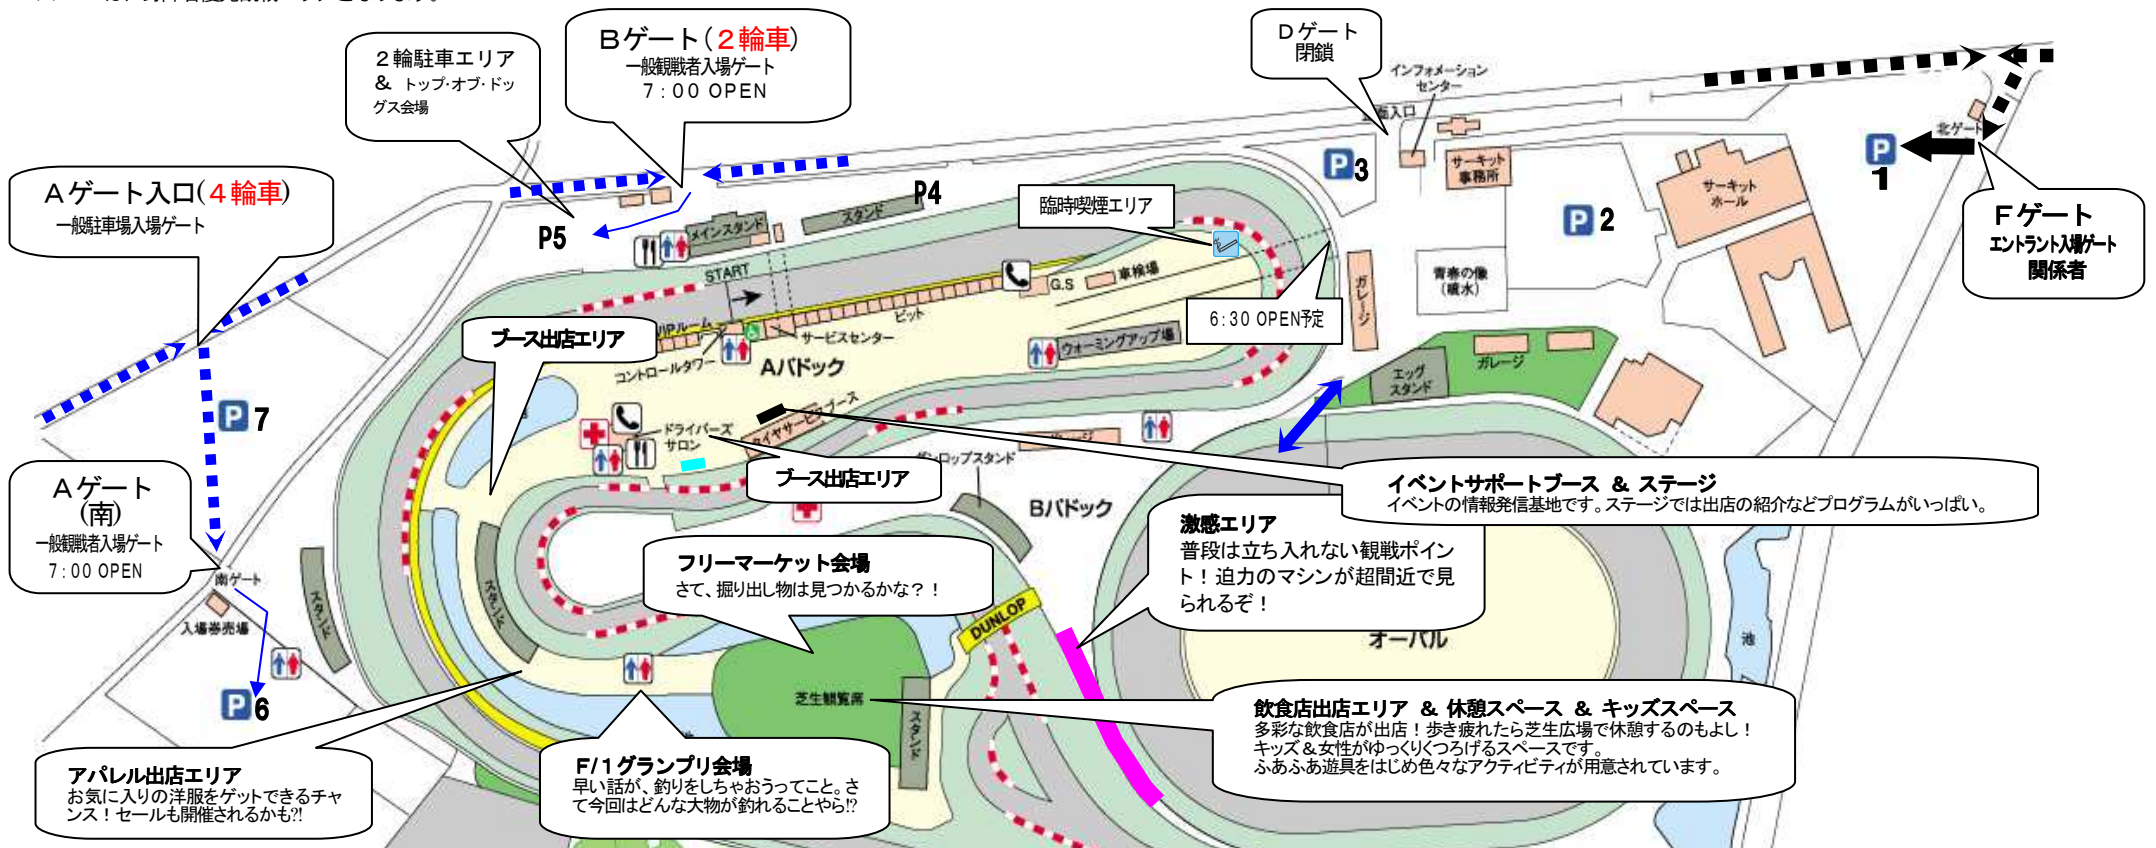 2輪駐車エリア
& トップ・オブ・ドッ
グス会場
Bゲート(2輪車)
一般観戦者入場ゲート
7:00 OPEN
Dゲート
閉鎖
インフォメーション
センター
北ゲート
P
1
P3
サーキット
事務所
サーキット
ホール
P2
Fゲート
エントラント入場ゲート
関係者
Aゲート入口(4輪車)
一般駐車場入場ゲート
P4
P5
スタンド
メインスタンド
臨時喫煙エリア
START
G.S
車検場
ガレージ
青春の像
(噴水)
6:30 OPEN予定
ピット
サービスセンター
VIPルーム
コントロールタワー
Aパドック
ウォーミングアップ場
エッグ
スタンド
ガレージ
ブース出店エリア
P7
ドライバーズ
サロン
タイヤサービスブース
ブース出店エリア
Bパドック
イベントサポートブース & ステージ
イベントの情報発信基地です。ステージでは出店の紹介などプログラムがいっぱい。
Aゲート
(南)
一般観戦者入場ゲート
7:00 OPEN
激感エリア
普段は立ち入れない観戦ポイン
ト!迫力のマシンが超間近で見
られるぞ!
フリーマーケット会場
さて、掘り出し物は見つかるかな?!
南ゲート
入場券売場
スタンド
スタンド
DUNLOP
オーバル
池
P6
芝生観覧席
スタンド
飲食店出店エリア & 休憩スペース & キッズスペース
多彩な飲食店が出店!歩き疲れたら芝生広場で休憩するのもよし!
キッズ&女性がゆっくりくつろげるスペースです。
ふあふあ遊具をはじめ色々なアクティビティが用意されています。
アパレル出店エリア
お気に入りの洋服をゲットできるチャ
ンス!セールも開催されるかも?!
F/1グランプリ会場
早い話が、釣りをしちゃおうってこと。さ
て今回はどんな大物が釣れることやら!?